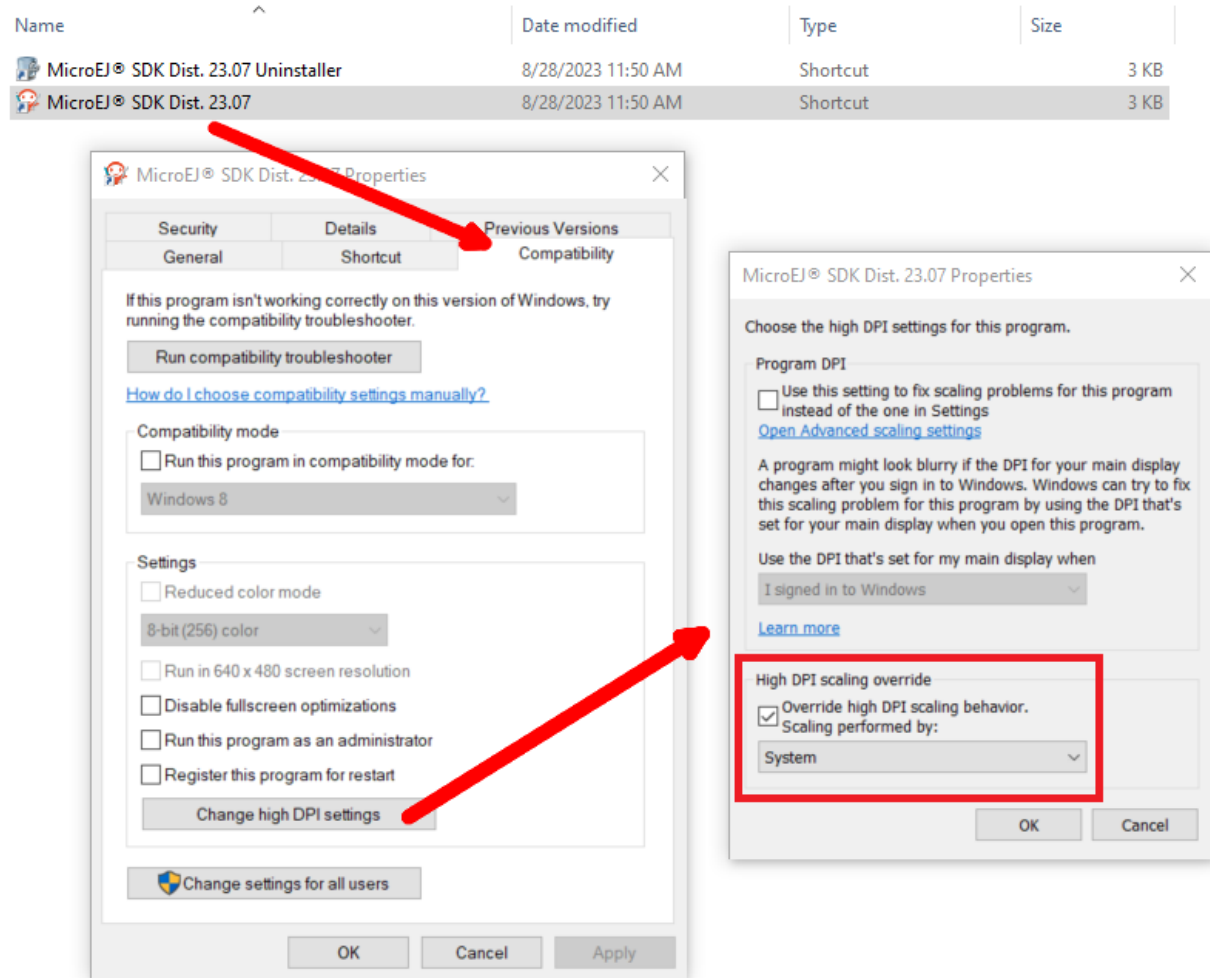 Name Date modified Type Size
MicroEJ® SDK Dist. 23.07 Uninstaller 8/28/2023 11:50 AM Shortcut 3 KB
MicroEJ® SDK Dist. 23.07 8/28/2023 11:50 AM Shortcut 3 KB
MicroEJ® SDK Dist. 23.07 Properties
Security Details Previous Versions
General Shortcut Compatibility
If this program isn't working correctly on this version of Windows, try
running the compatibility troubleshooter.
Run compatibility troubleshooter
How do I choose compatibility settings manually?
Compatibility mode
Run this program in compatibility mode for:
Windows 8
Settings
Reduced color mode
8-bit (256) color
Run in 640 x 480 screen resolution
Disable fullscreen optimizations
Run this program as an administrator
Register this program for restart
Change high DPI settings
Change settings for all users
OK Cancel Apply
MicroEJ® SDK Dist. 23.07 Properties
Choose the high DPI settings for this program.
Program DPI
Use this setting to fix scaling problems for this program
instead of the one in Settings
Open Advanced scaling settings
A program might look blurry if the DPI for your main display
changes after you sign in to Windows. Windows can try to fix
this scaling problem for this program by using the DPI that's
set for your main display when you open this program.
Use the DPI that's set for my main display when
I signed in to Windows
Learn more
High DPI scaling override
Override high DPI scaling behavior.
Scaling performed by:
System
OK Cancel